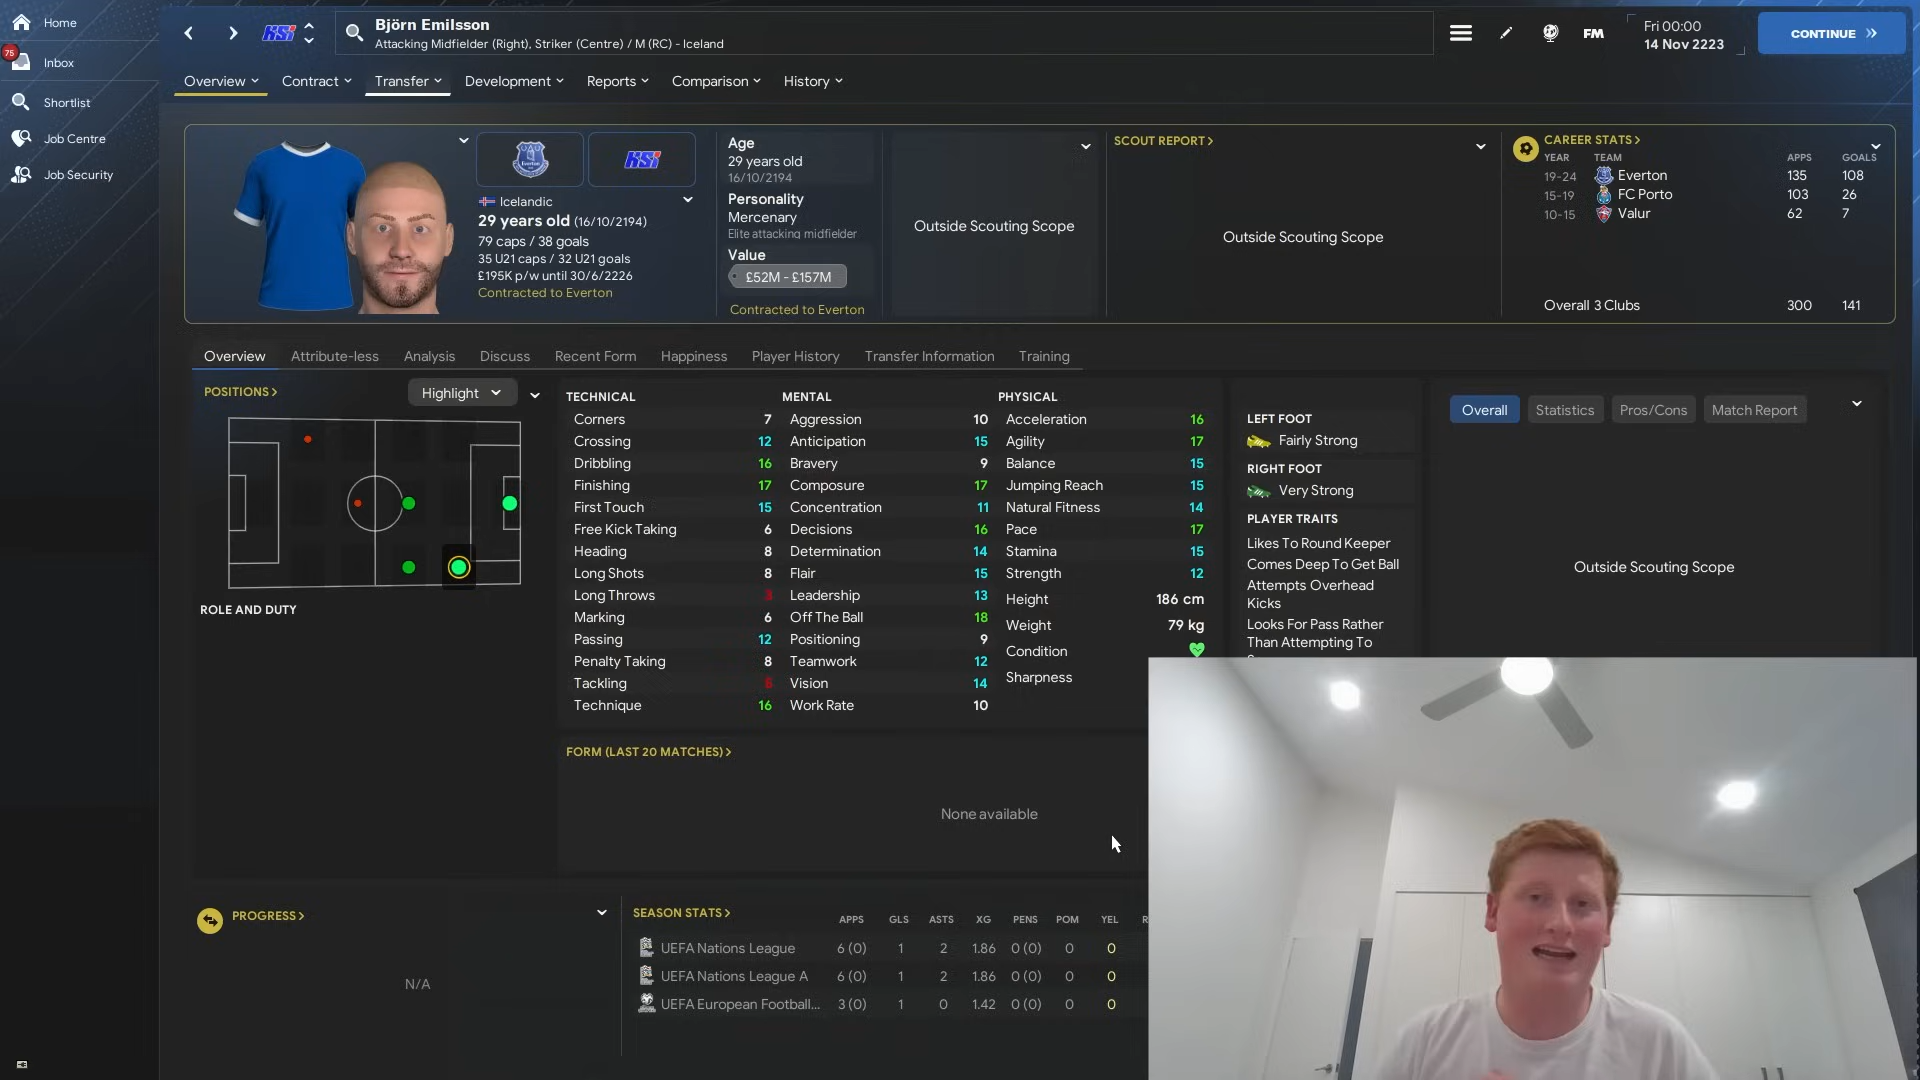 Home
75
Inbox
Shortlist
Job Centre
Job Security
KSÍ
Björn Emilsson
Attacking Midfielder (Right), Striker (Centre) / M (RC) - Iceland
FM
Fri 00:00
14 Nov 2223
CONTINUE
Overview
Contract
Transfer
Development
Reports
Comparison
History
Everton
KSÍ
Icelandic
29 years old (16/10/2194)
79 caps / 38 goals
35 U21 caps / 32 U21 goals
£195K p/w until 30/6/2226
Contracted to Everton
Age
29 years old
16/10/2194
Personality
Mercenary
Elite attacking midfielder
Value
£52M - £157M
Contracted to Everton
Outside Scouting Scope
SCOUT REPORT
Outside Scouting Scope
CAREER STATS
YEAR TEAM APPS GOALS
19-24 Everton 135 108
15-19 FC Porto 103 26
10-15 Valur 62 7
Overall 3 Clubs 300 141
Overview Attribute-less Analysis Discuss Recent Form Happiness Player History Transfer Information Training
POSITIONS
Highlight
ROLE AND DUTY
TECHNICAL
Corners 7
Crossing 12
Dribbling 16
Finishing 17
First Touch 15
Free Kick Taking 6
Heading 8
Long Shots 8
Long Throws
Marking 6
Passing 12
Penalty Taking 8
Tackling
Technique 16
MENTAL
Aggression 10
Anticipation 15
Bravery 9
Composure 17
Concentration 11
Decisions 16
Determination 14
Flair 15
Leadership 13
Off The Ball 18
Positioning 9
Teamwork 12
Vision 14
Work Rate 10
PHYSICAL
Acceleration 16
Agility 17
Balance 15
Jumping Reach 15
Natural Fitness 14
Pace 17
Stamina 15
Strength 12
Height 186 cm
Weight 79 kg
Condition
Sharpness
LEFT FOOT
Fairly Strong
RIGHT FOOT
Very Strong
PLAYER TRAITS
Likes To Round Keeper
Comes Deep To Get Ball
Attempts Overhead
Kicks
Looks For Pass Rather
Than Attempting To
Overall Statistics Pros/Cons Match Report
Outside Scouting Scope
FORM (LAST 20 MATCHES)
None available
PROGRESS
N/A
SEASON STATS
APPS GLS ASTS XG PENS POM YEL R
UEFA Nations League 6 (0) 1 2 1.86 0 (0) 0 0
UEFA Nations League A 6 (0) 1 2 1.86 0 (0) 0 0
UEFA European Football... 3 (0) 1 0 1.42 0 (0) 0 0